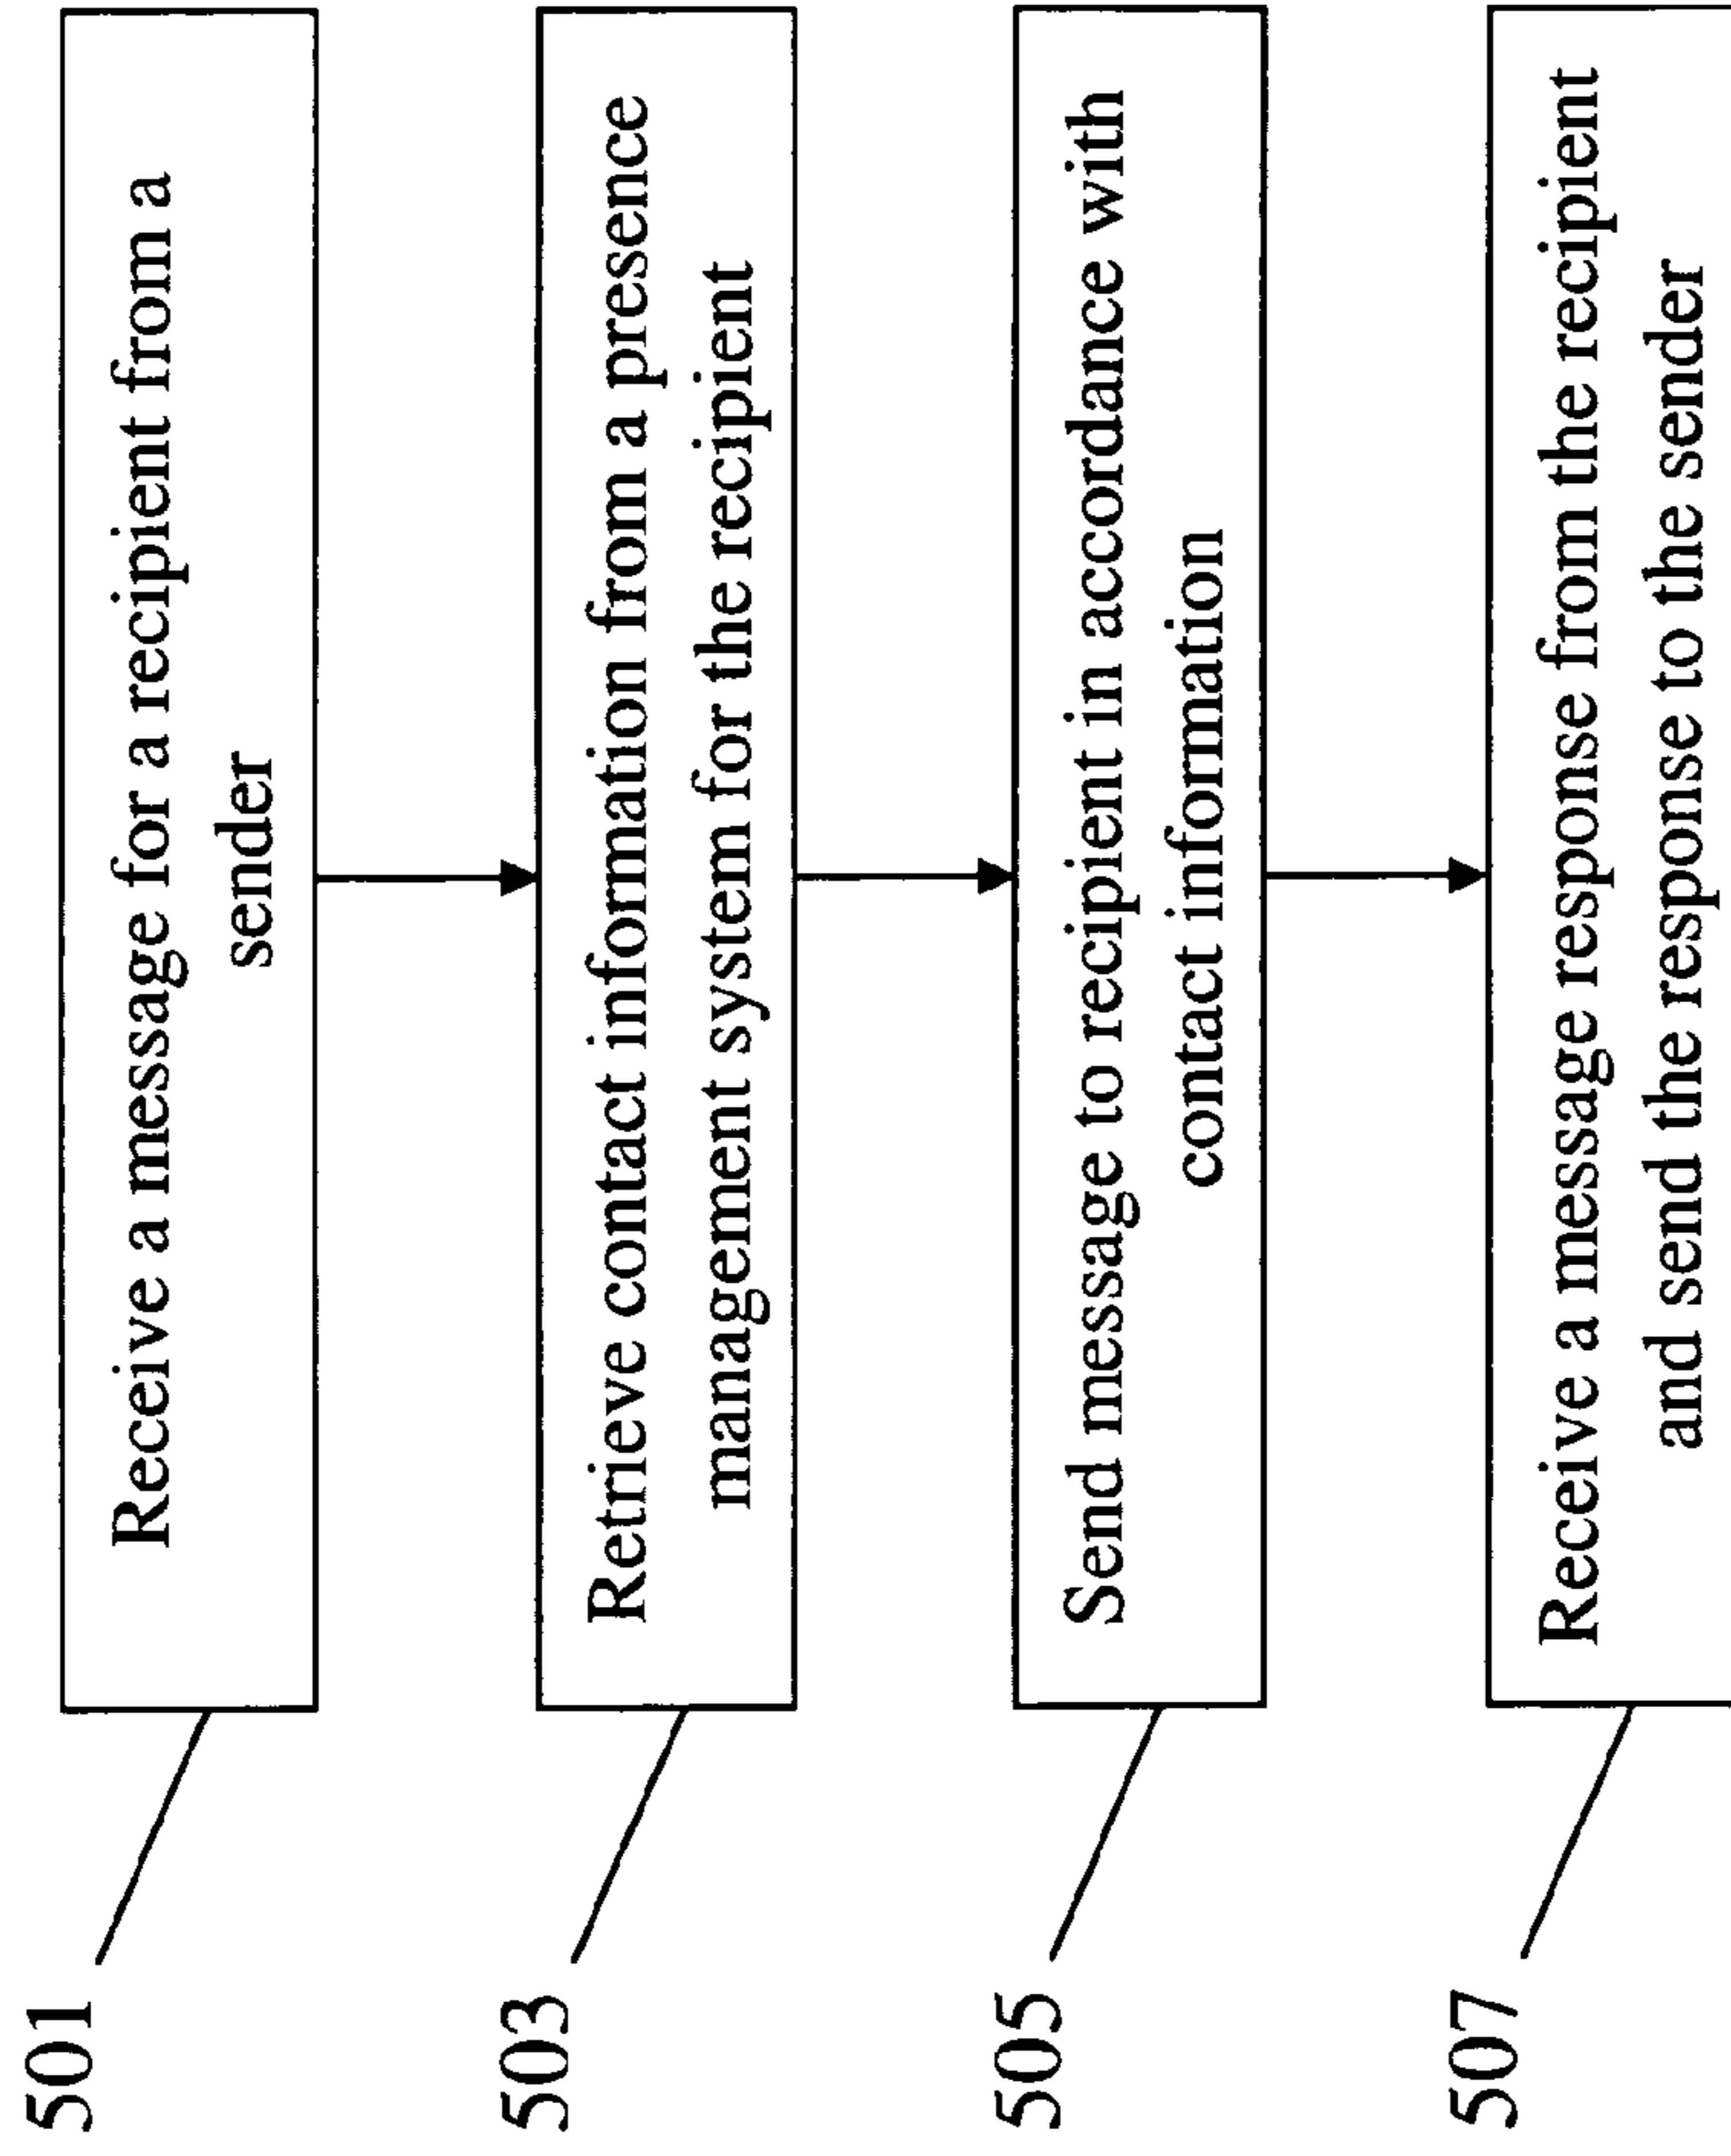 501
Receive a message for a recipient from a
sender
503
Retrieve contact information from a presence
management system for the recipient
505
Send message to recipient in accordance with
contact information
507
Receive a message response from the recipient
and send the response to the sender